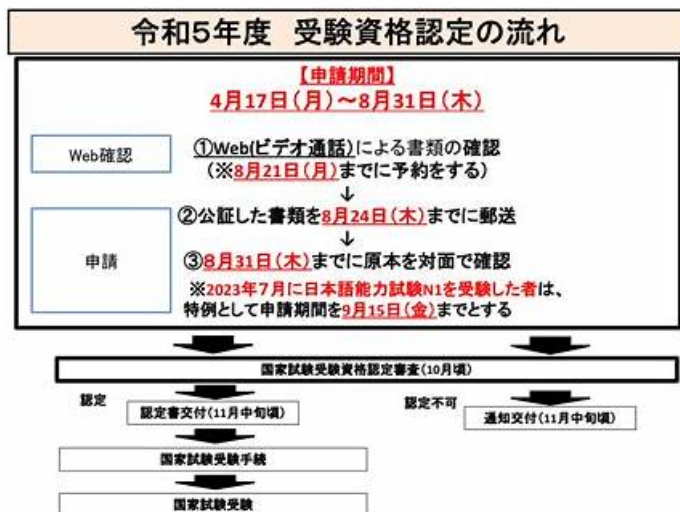 令和5年度 受験資格認定の流れ
【申請期間】
4月17日(月)～8月31日(木)
Web確認
①Web(ビデオ通話)による書類の確認
(※8月21日(月)までに予約をする)
↓
②公証した書類を8月24日(木)までに郵送
↓
申請
③8月31日(木)までに原本を対面で確認
※2023年7月に日本語能力試験N1を受験した者は、
特例として申請期間を9月15日(金)までとする
国家試験受験資格認定審査(10月頃)
認定
認定不可
認定書交付(11月中旬頃)
通知交付(11月中旬頃)
国家試験受験手続
国家試験受験